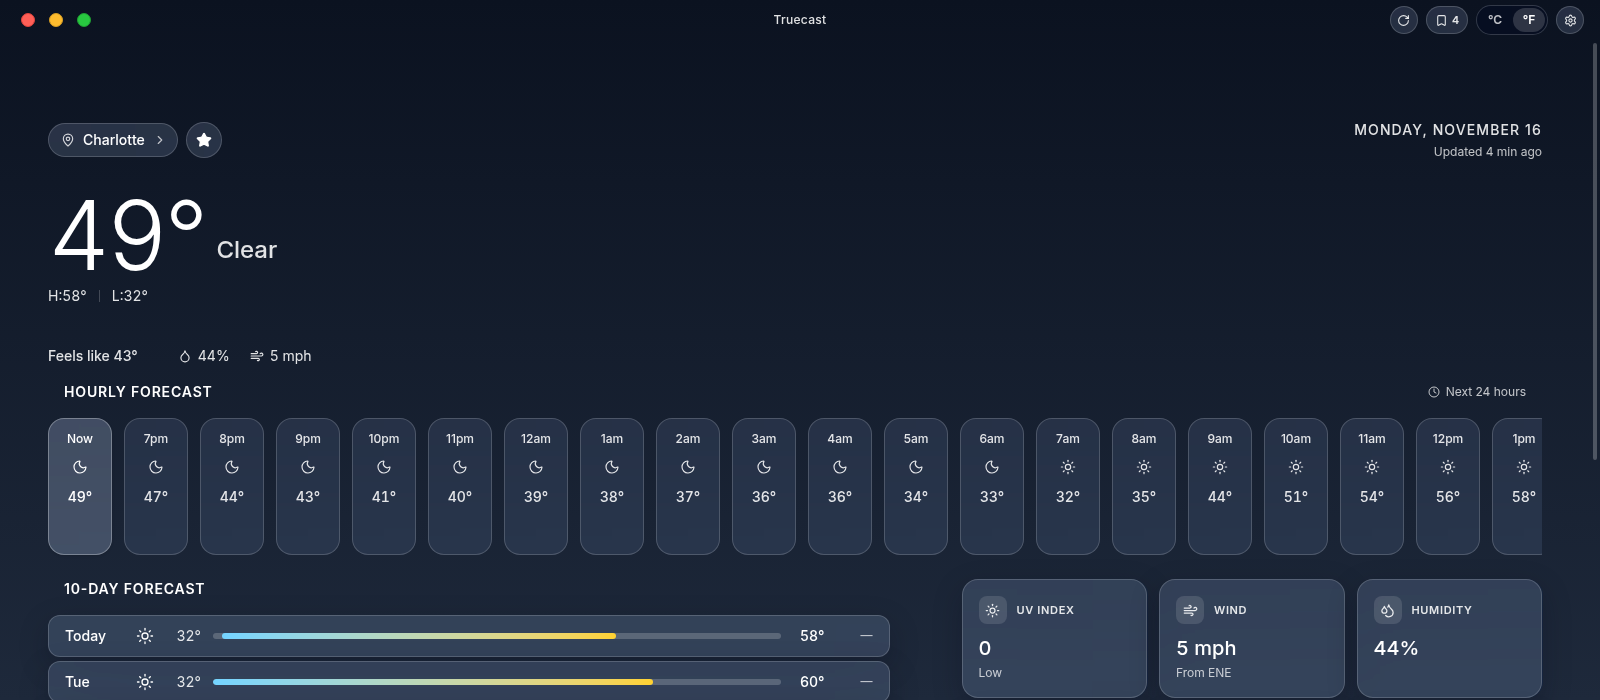 Truecast
4
°C
°F
Charlotte
MONDAY, NOVEMBER 16
Updated 4 min ago
49°
Clear
H:58°
L:32°
Feels like 43°
44%
5 mph
HOURLY FORECAST
Next 24 hours
Now 7pm 8pm 9pm 10pm 11pm 12am 1am 2am 3am 4am 5am 6am 7am 8am 9am 10am 11am 12pm 1pm
49° 47° 44° 43° 41° 40° 39° 38° 37° 36° 36° 34° 33° 32° 35° 44° 51° 54° 56° 58°
10-DAY FORECAST
Today 32° 58° —
Tue 32° 60° —
UV INDEX
0
Low
WIND
5 mph
From ENE
HUMIDITY
44%